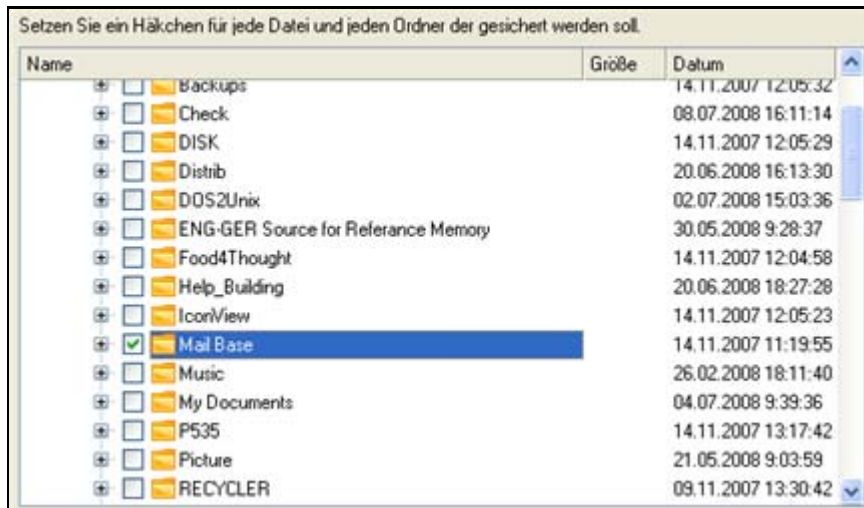 Setzen Sie ein Häkchen für jede Datei und jeden Ordner der gesichert werden soll.
Name Größe Datum
Backups 14.11.2007 12:05:32
Check 08.07.2008 16:11:14
DISK 14.11.2007 12:05:29
Distrib 20.06.2008 16:13:30
DOS2Unix 02.07.2008 15:03:36
ENG-GER Source for Referance Memory 30.05.2008 9:28:37
Food4Thought 14.11.2007 12:04:58
Help_Building 20.06.2008 18:27:28
IconView 14.11.2007 12:05:23
Mail Base 14.11.2007 11:19:55
Music 26.02.2008 18:11:40
My Documents 04.07.2008 9:39:36
P535 14.11.2007 13:17:42
Picture 21.05.2008 9:03:59
RECYCLER 09.11.2007 13:30:42